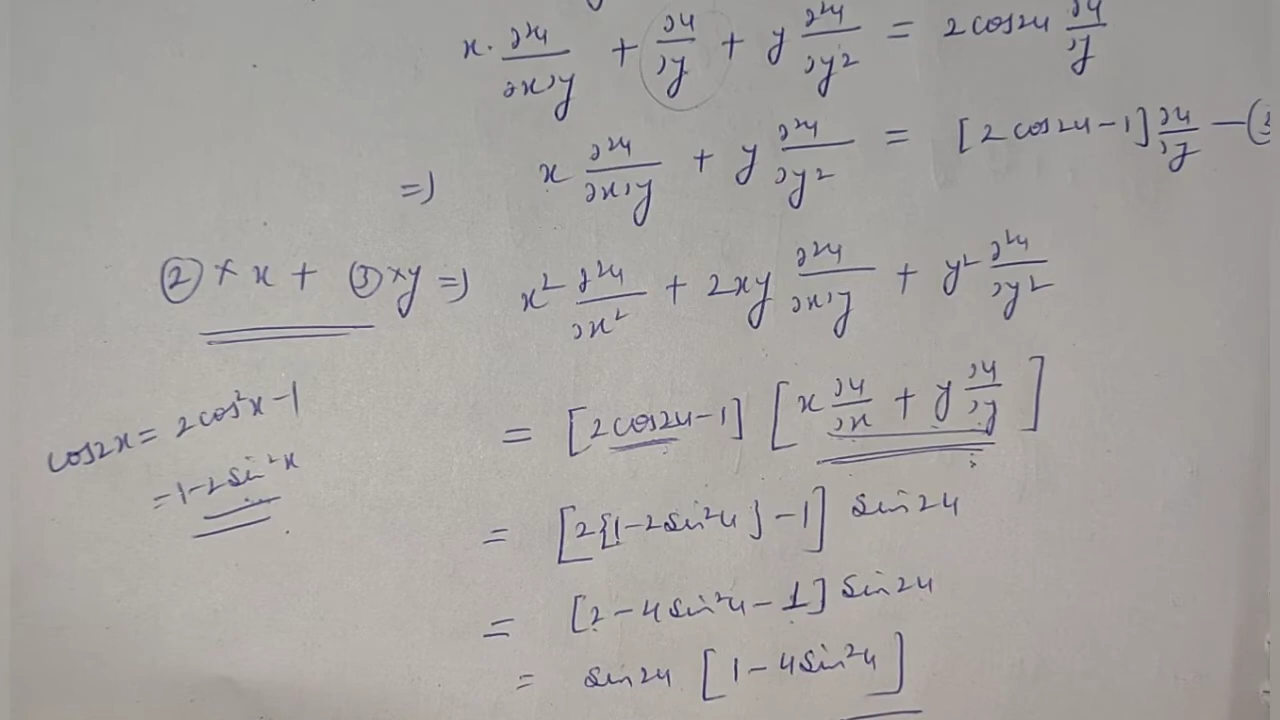 x · ∂²u/∂x∂y + ∂u/∂y + y ∂²u/∂y² = 2cos2u ∂u/∂y
=) x ∂²u/∂x∂y + y ∂²u/∂y² = [2cos2u-1] ∂u/∂y —(3
② × x + ③ × y =) x² ∂²u/∂x² + 2xy ∂²u/∂x∂y + y² ∂²u/∂y²
cos2x = 2cos²x-1
= 1-2sin²x
= [2cos2u-1] [x ∂u/∂x + y ∂u/∂y]
= [2{1-2sin²u}-1] sin2u
= [2-4sin²u-1] sin2u
= sin2u [1-4sin²u]